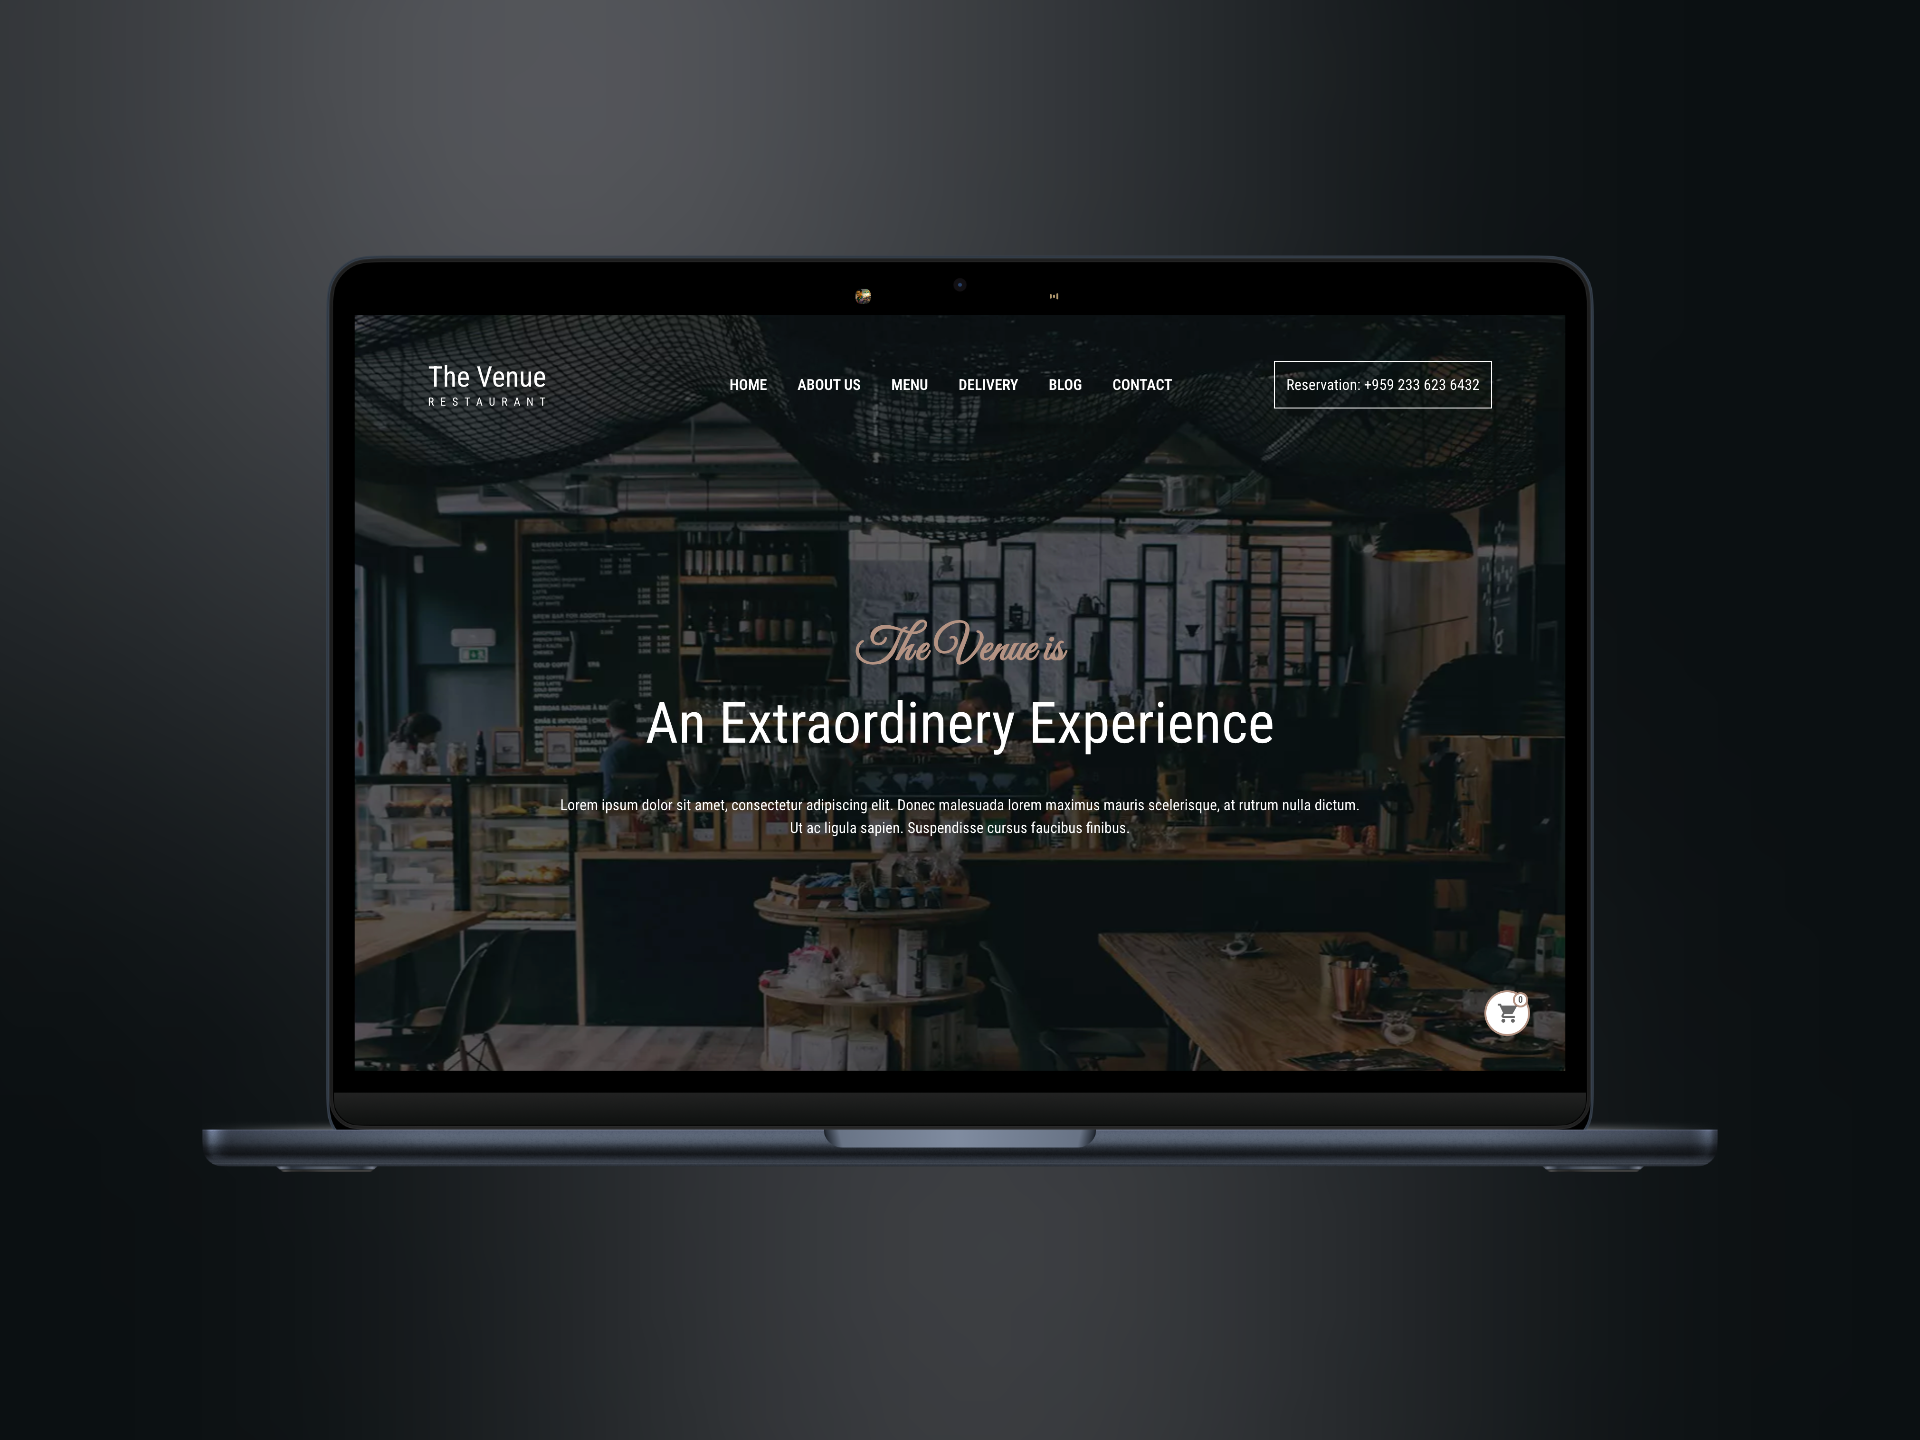 The Venue
RESTAURANT
HOME ABOUT US MENU DELIVERY BLOG CONTACT
Reservation: +959 233 623 6432
The Venue is
An Extraordinery Experience
Lorem ipsum dolor sit amet, consectetur adipiscing elit. Donec malesuada lorem maximus mauris scelerisque, at rutrum nulla dictum.
Ut ac ligula sapien. Suspendisse cursus faucibus finibus.
0